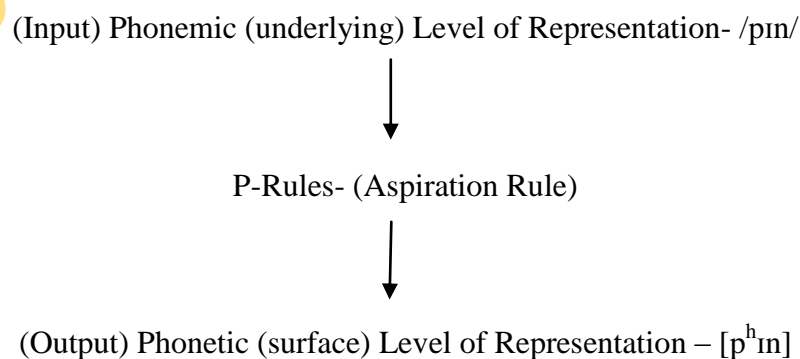 (Input) Phonemic (underlying) Level of Representation- /pɪn/
P-Rules- (Aspiration Rule)
(Output) Phonetic (surface) Level of Representation – [pʰɪn]